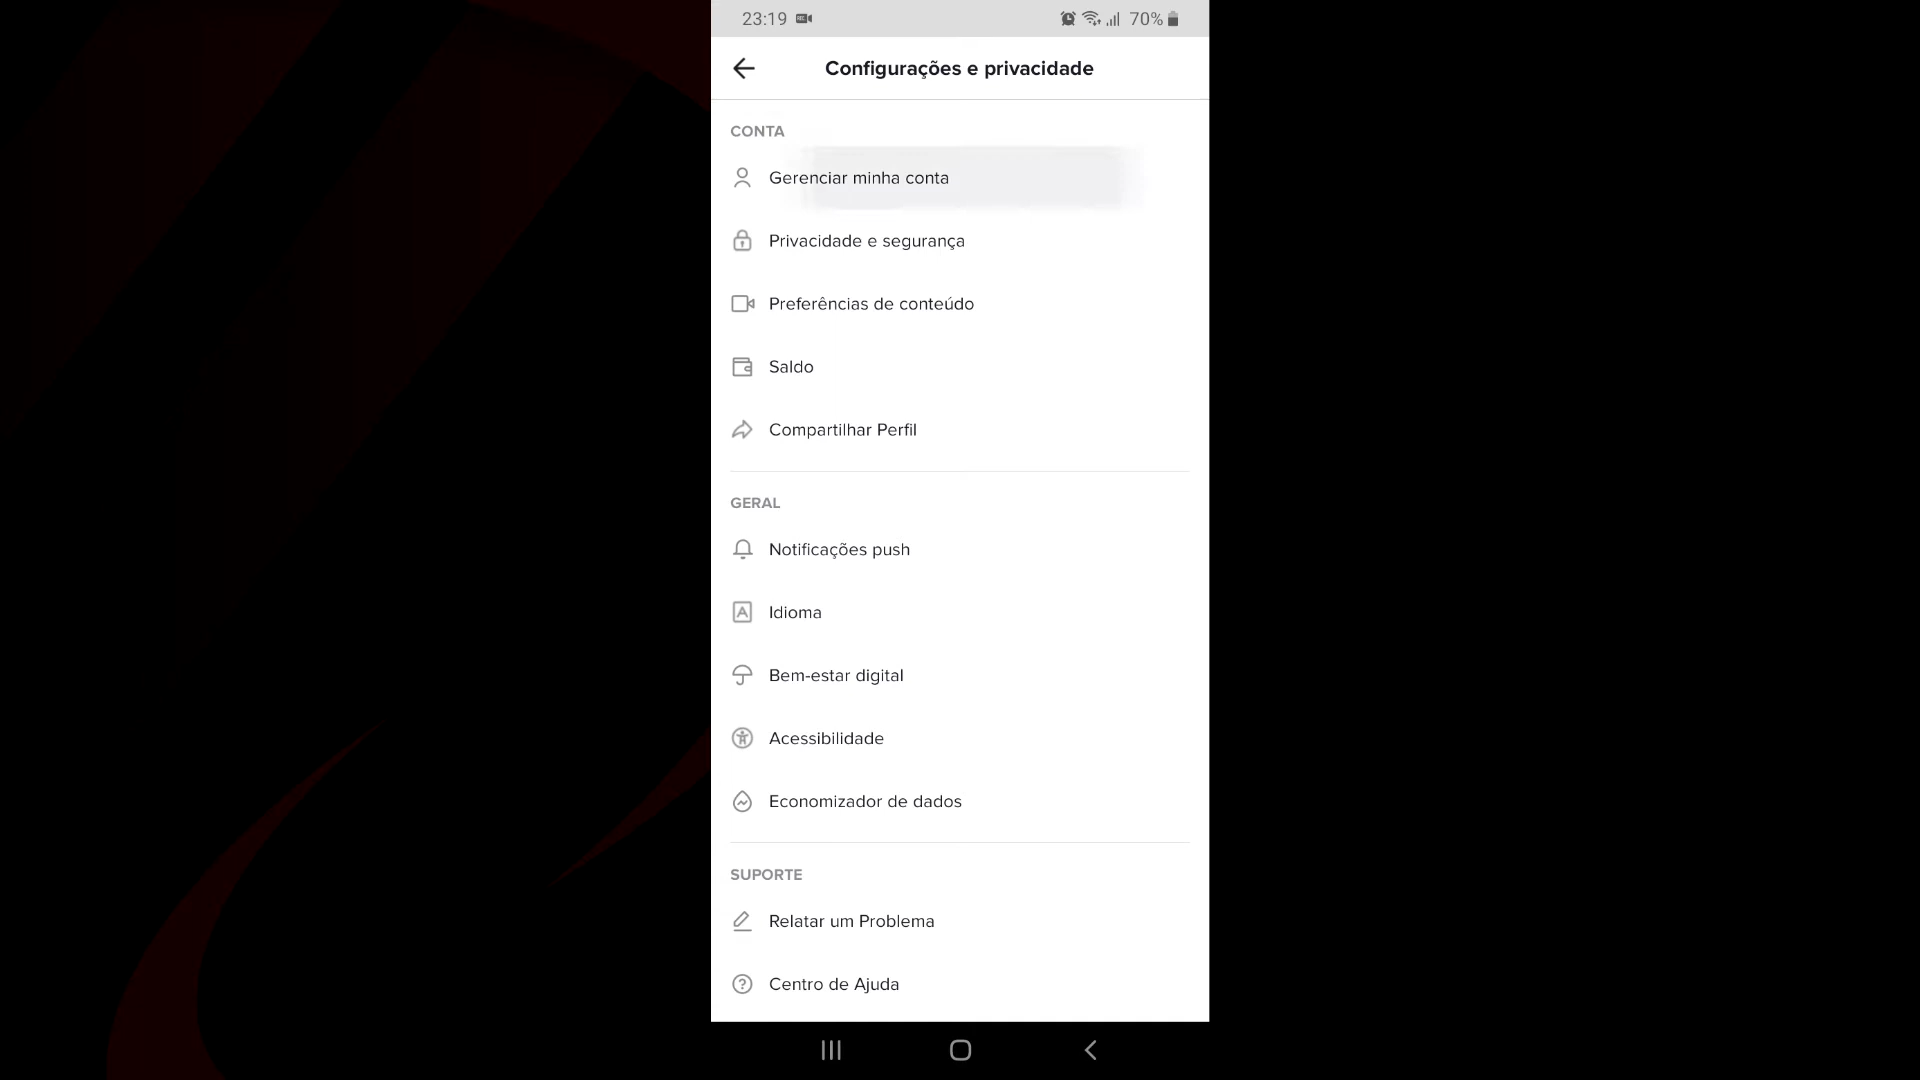 23:19
70%
Configurações e privacidade
CONTA
Gerenciar minha conta
Privacidade e segurança
Preferências de conteúdo
Saldo
Compartilhar Perfil
GERAL
Notificações push
Idioma
Bem-estar digital
Acessibilidade
Economizador de dados
SUPORTE
Relatar um Problema
Centro de Ajuda